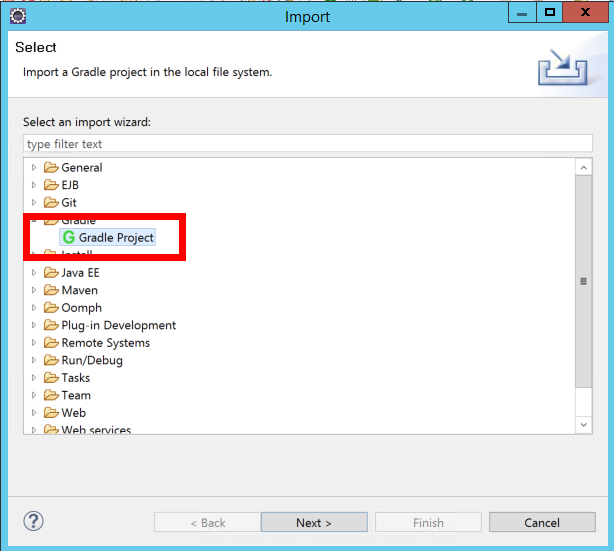 Import
Select
Import a Gradle project in the local file system.
Select an import wizard:
type filter text
General
EJB
Git
Gradle
Gradle Project
Install
Java EE
Maven
Oomph
Plug-in Development
Remote Systems
Run/Debug
Tasks
Team
Web
Web services
?
< Back
Next >
Finish
Cancel